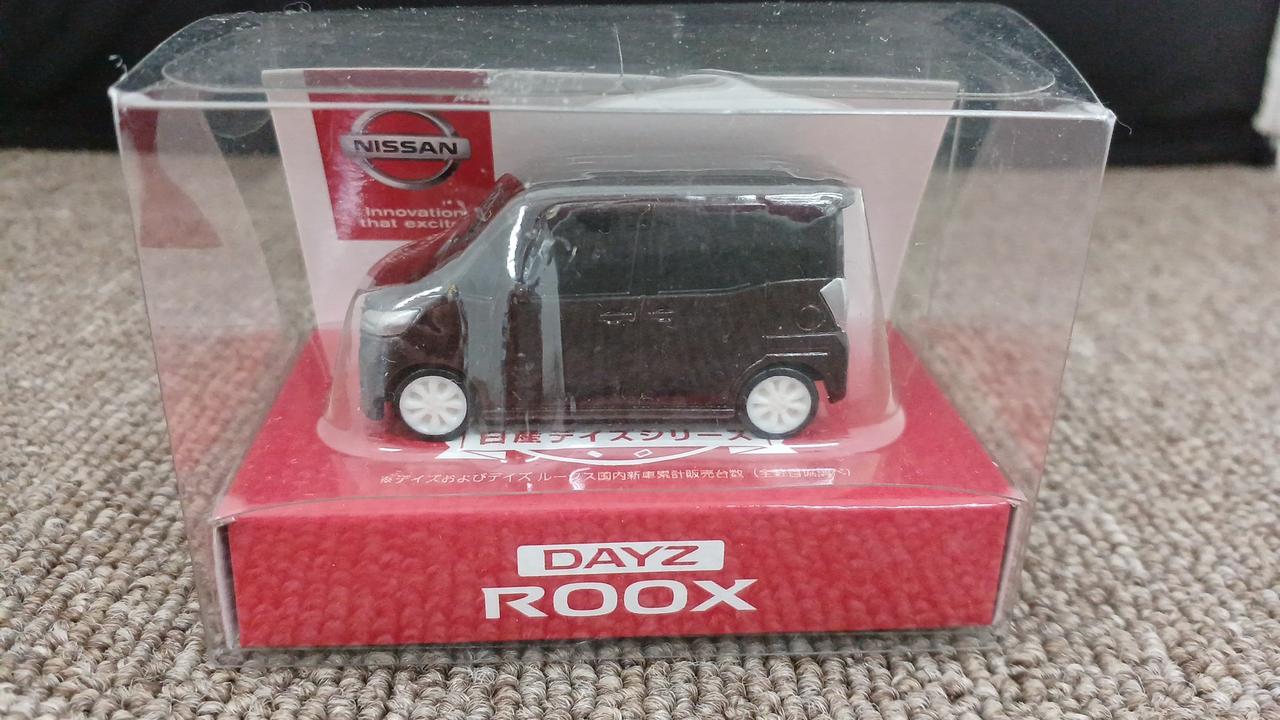 NISSAN
Innovation
that excit
日産デイズシリーズ
※デイズおよびデイズ ルークス国内新車累計販売台数
DAYZ
ROOX